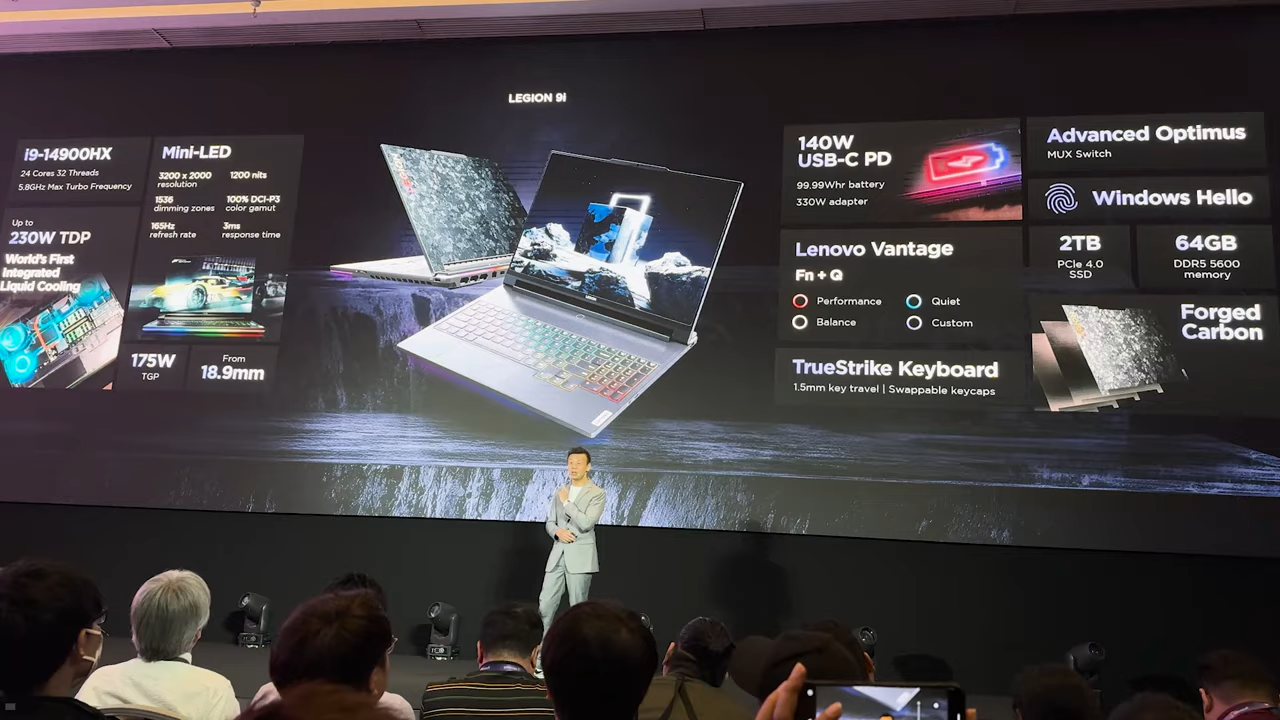 LEGION 9i
i9-14900HX
24 Cores 32 Threads
5.8GHz Max Turbo Frequency
Up to
230W TDP
World's First
Integrated
Liquid Cooling
Mini-LED
3200 x 2000
resolution
1200 nits
1536
dimming zones
100% DCI-P3
color gamut
165Hz
refresh rate
3ms
response time
175W
TGP
From
18.9mm
140W
USB-C PD
99.99Whr battery
330W adapter
Lenovo Vantage
Fn + Q
Performance
Quiet
Balance
Custom
TrueStrike Keyboard
1.5mm key travel | Swappable keycaps
Advanced Optimus
MUX Switch
Windows Hello
2TB
PCIe 4.0
SSD
64GB
DDR5 5600
memory
Forged
Carbon